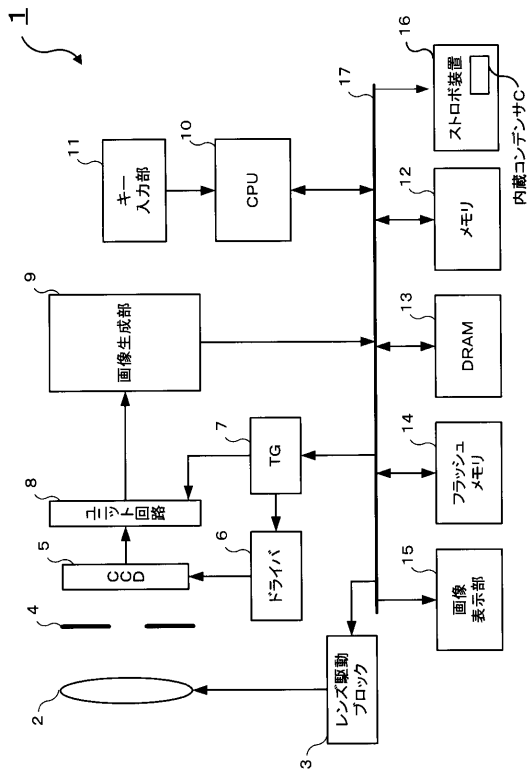 1
2
3
レンズ駆動
ブロック
4
5
CCD
6
ドライバ
7
TG
8
ユニット回路
9
画像生成部
10
CPU
11
キー
入力部
17
15
画像
表示部
14
フラッシュ
メモリ
13
DRAM
12
メモリ
16
ストロボ装置
内蔵コンデンサC